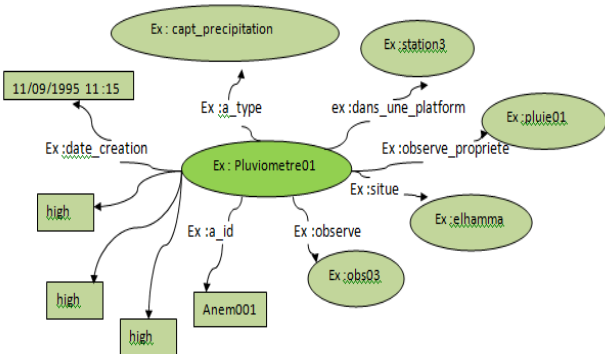 Ex : capt_precipitation
Ex :station3
11/09/1995 11 :15
Ex :a_type
ex :dans_une_platform
Ex :pluie01
Ex :date_creation
Ex :observe_propriete
Ex : Pluviometre01
Ex :situe
high
Ex :elhamma
Ex :a_id
Ex :observe
Ex :obs03
high
Anem001
high